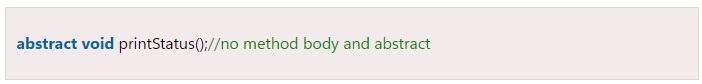 abstract void printStatus();//no method body and abstract